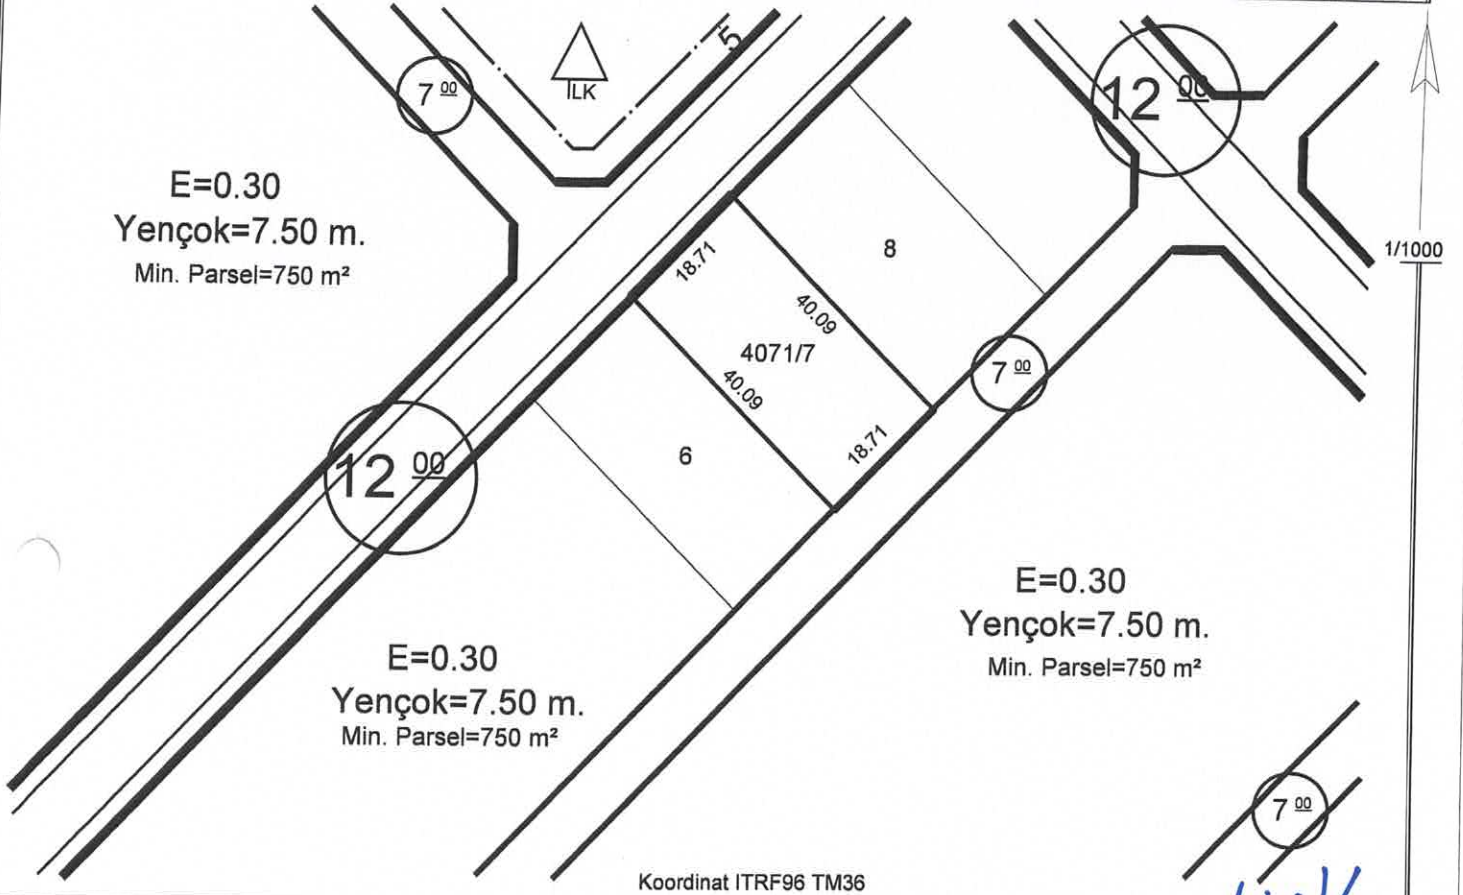 5
7 00
İLK
12 00
E=0.30
Yençok=7.50 m.
Min. Parsel=750 m²
8
1/1000
18.71
40.09
4071/7
7 00
40.09
18.71
6
12 00
E=0.30
Yençok=7.50 m.
Min. Parsel=750 m²
E=0.30
Yençok=7.50 m.
Min. Parsel=750 m²
7 00
Koordinat ITRF96 TM36